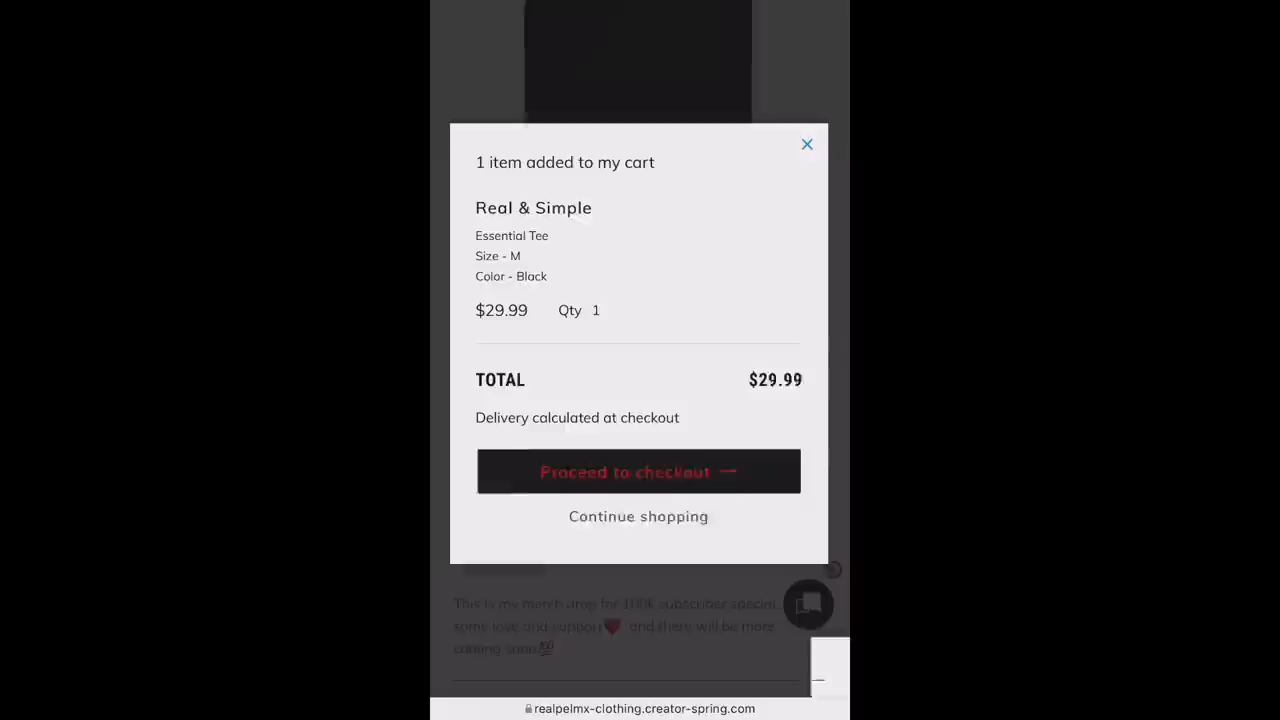 1 item added to my cart
Real & Simple
Essential Tee
Size - M
Color - Black
$29.99 Qty 1
TOTAL $29.99
Delivery calculated at checkout
Proceed to checkout →
Continue shopping
This is my merch drop for 100K subscriber special..
some love and support❤️ and there will be more
coming soon💯
realpelmx-clothing.creator-spring.com